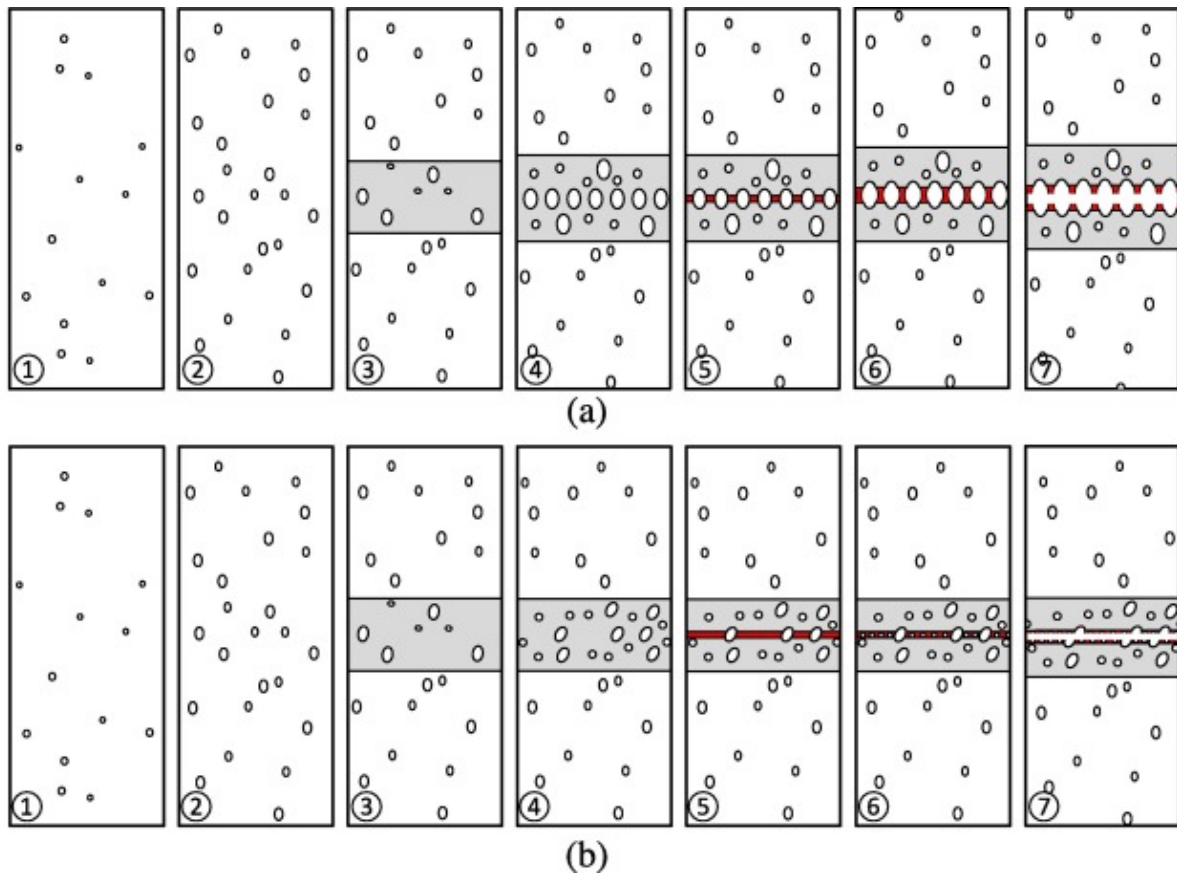 ① ② ③ ④ ⑤ ⑥ ⑦
(a)
① ② ③ ④ ⑤ ⑥ ⑦
(b)